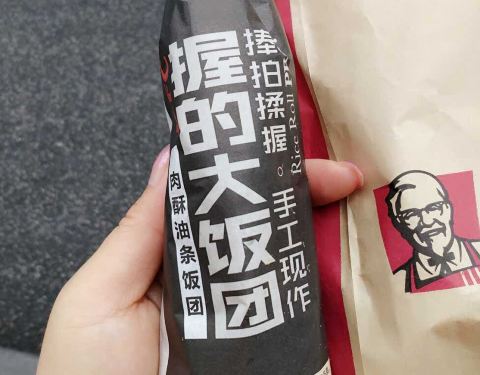 握的大饭团
捧拍揉握。手工现作
Rice Roll
肉酥油条饭团